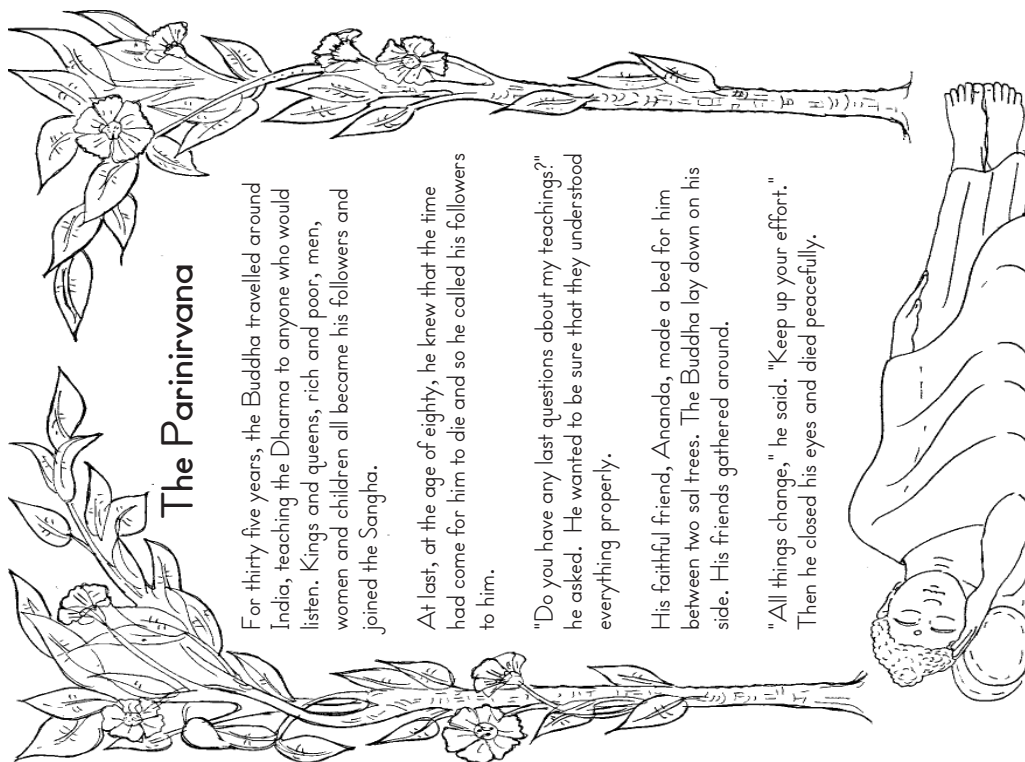 The Parinirvana
For thirty five years, the Buddha travelled around
India, teaching the Dharma to anyone who would
listen. Kings and queens, rich and poor, men,
women and children all became his followers and
joined the Sangha.
At last, at the age of eighty, he knew that the time
had come for him to die and so he called his followers
to him.
"Do you have any last questions about my teachings?"
he asked.  He wanted to be sure that they understood
everything properly.
His faithful friend, Ananda, made a bed for him
between two sal trees. The Buddha lay down on his
side. His friends gathered around.
"All things change," he said. "Keep up your effort."
Then he closed his eyes and died peacefully.